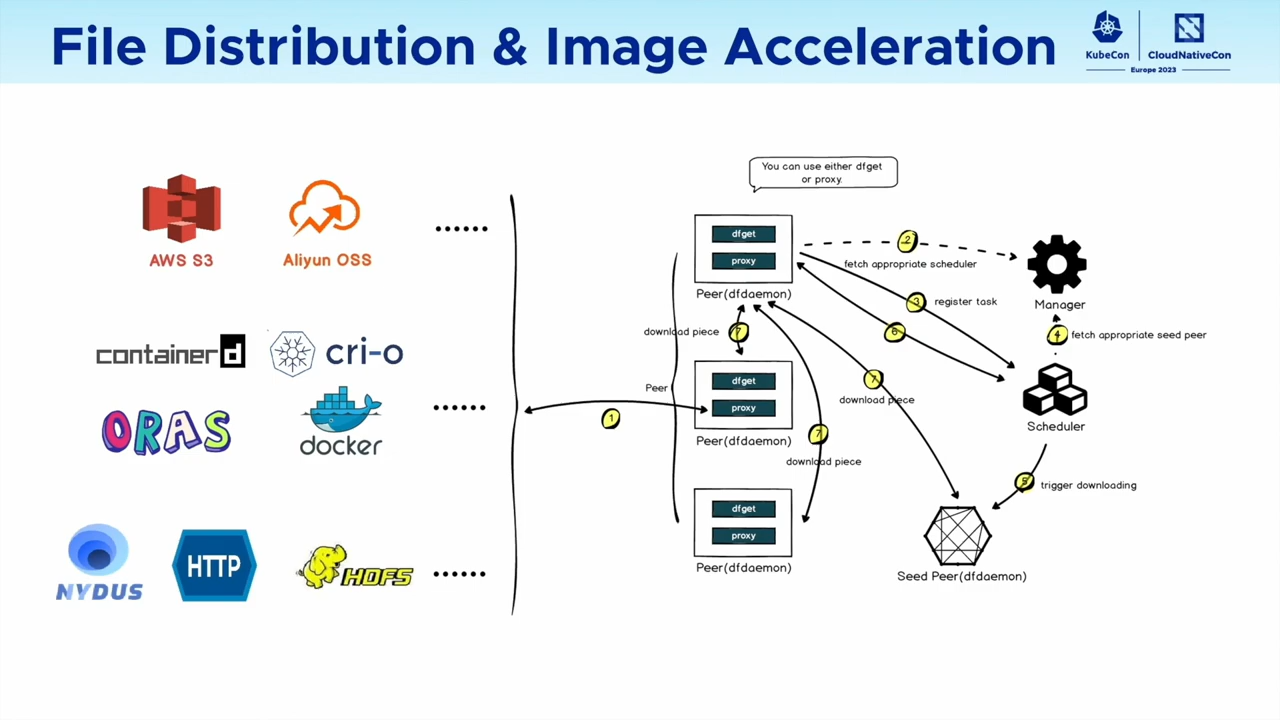 File Distribution & Image Acceleration
KubeCon
CloudNativeCon
Europe 2023
AWS S3
Aliyun OSS
......
containerd
cri-o
ORAS
docker
......
NYDUS
HTTP
HDFS
......
You can use either dfget
or proxy.
dfget
proxy
Peer(dfdaemon)
2
fetch appropriate scheduler
Manager
3
register task
6
4
fetch appropriate seed peer
download piece
7
Peer
dfget
proxy
Peer(dfdaemon)
1
7
download piece
7
download piece
Scheduler
5
trigger downloading
dfget
proxy
Peer(dfdaemon)
Seed Peer(dfdaemon)